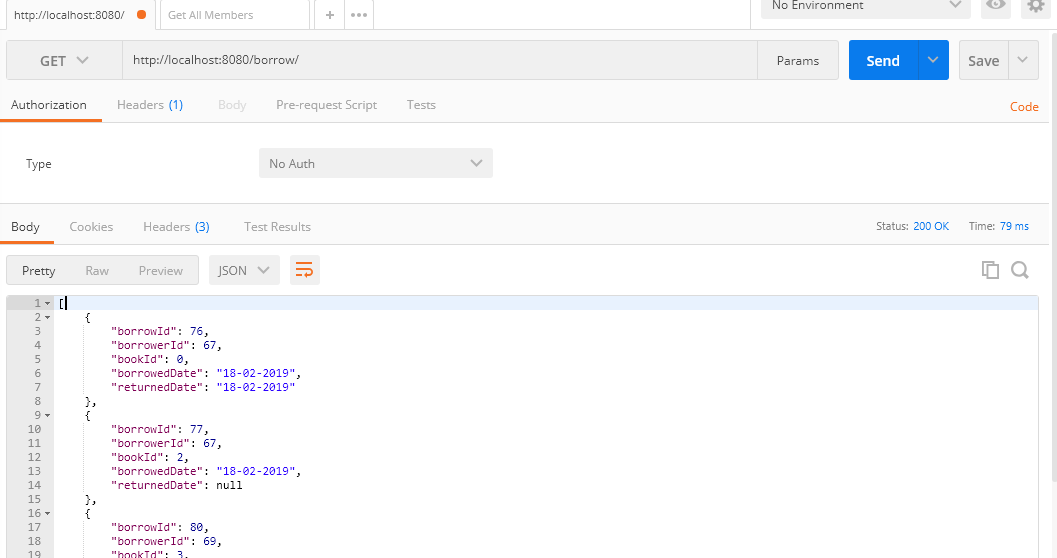 http://localhost:8080/ Get All Members + ••• No Environment
GET http://localhost:8080/borrow/ Params Send Save
Authorization Headers (1) Body Pre-request Script Tests Code
Type No Auth
Body Cookies Headers (3) Test Results Status: 200 OK Time: 79 ms
Pretty Raw Preview JSON
1 [
2 {
3 "borrowId": 76,
4 "borrowerId": 67,
5 "bookId": 0,
6 "borrowedDate": "18-02-2019",
7 "returnedDate": "18-02-2019"
8 },
9 {
10 "borrowId": 77,
11 "borrowerId": 67,
12 "bookId": 2,
13 "borrowedDate": "18-02-2019",
14 "returnedDate": null
15 },
16 {
17 "borrowId": 80,
18 "borrowerId": 69,
19 "bookId": 3,